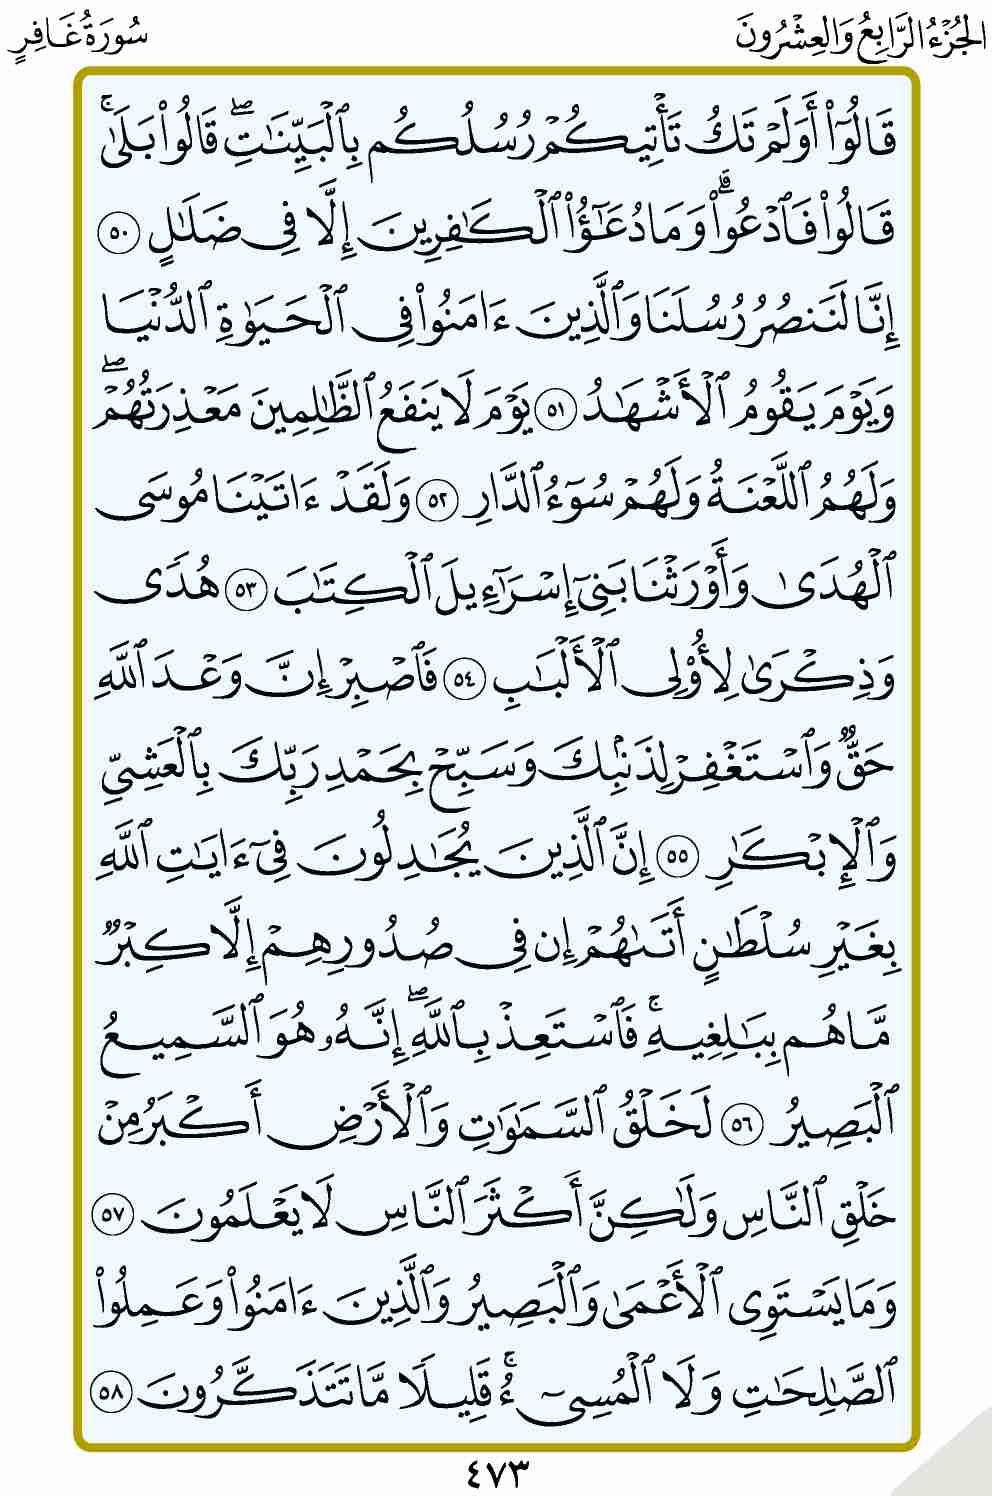 الجُزْءُ الرَّابِعُ وَالعِشْرُونَ
سُورَةُ غَافِرٍ
قَالُوٓا۟ أَوَلَمْ تَكُ تَأْتِيكُمْ رُسُلُكُم بِٱلْبَيِّنَـٰتِ ۖ قَالُوا۟ بَلَىٰ ۚ
قَالُوا۟ فَٱدْعُوا۟ ۗ وَمَا دُعَـٰٓؤُا۟ ٱلْكَـٰفِرِينَ إِلَّا فِى ضَلَـٰلٍ ٥٠
إِنَّا لَنَنصُرُ رُسُلَنَا وَٱلَّذِينَ ءَامَنُوا۟ فِى ٱلْحَيَوٰةِ ٱلدُّنْيَا
وَيَوْمَ يَقُومُ ٱلْأَشْهَـٰدُ ٥١ يَوْمَ لَا يَنفَعُ ٱلظَّـٰلِمِينَ مَعْذِرَتُهُمْ ۖ
وَلَهُمُ ٱللَّعْنَةُ وَلَهُمْ سُوٓءُ ٱلدَّارِ ٥٢ وَلَقَدْ ءَاتَيْنَا مُوسَى
ٱلْهُدَىٰ وَأَوْرَثْنَا بَنِىٓ إِسْرَٰٓءِيلَ ٱلْكِتَـٰبَ ٥٣ هُدًى
وَذِكْرَىٰ لِأُو۟لِى ٱلْأَلْبَـٰبِ ٥٤ فَٱصْبِرْ إِنَّ وَعْدَ ٱللَّهِ
حَقٌّ وَٱسْتَغْفِرْ لِذَنۢبِكَ وَسَبِّحْ بِحَمْدِ رَبِّكَ بِٱلْعَشِىِّ
وَٱلْإِبْكَـٰرِ ٥٥ إِنَّ ٱلَّذِينَ يُجَـٰدِلُونَ فِىٓ ءَايَـٰتِ ٱللَّهِ
بِغَيْرِ سُلْطَـٰنٍ أَتَىٰهُمْ إِن فِى صُدُورِهِمْ إِلَّا كِبْرٌ
مَّا هُم بِبَـٰلِغِيهِ ۚ فَٱسْتَعِذْ بِٱللَّهِ ۖ إِنَّهُۥ هُوَ ٱلسَّمِيعُ
ٱلْبَصِيرُ ٥٦ لَخَلْقُ ٱلسَّمَـٰوَٰتِ وَٱلْأَرْضِ أَكْبَرُ مِنْ
خَلْقِ ٱلنَّاسِ وَلَـٰكِنَّ أَكْثَرَ ٱلنَّاسِ لَا يَعْلَمُونَ ٥٧
وَمَا يَسْتَوِى ٱلْأَعْمَىٰ وَٱلْبَصِيرُ وَٱلَّذِينَ ءَامَنُوا۟ وَعَمِلُوا۟
ٱلصَّـٰلِحَـٰتِ وَلَا ٱلْمُسِىٓءُ ۚ قَلِيلًا مَّا تَتَذَكَّرُونَ ٥٨
٤٧٣